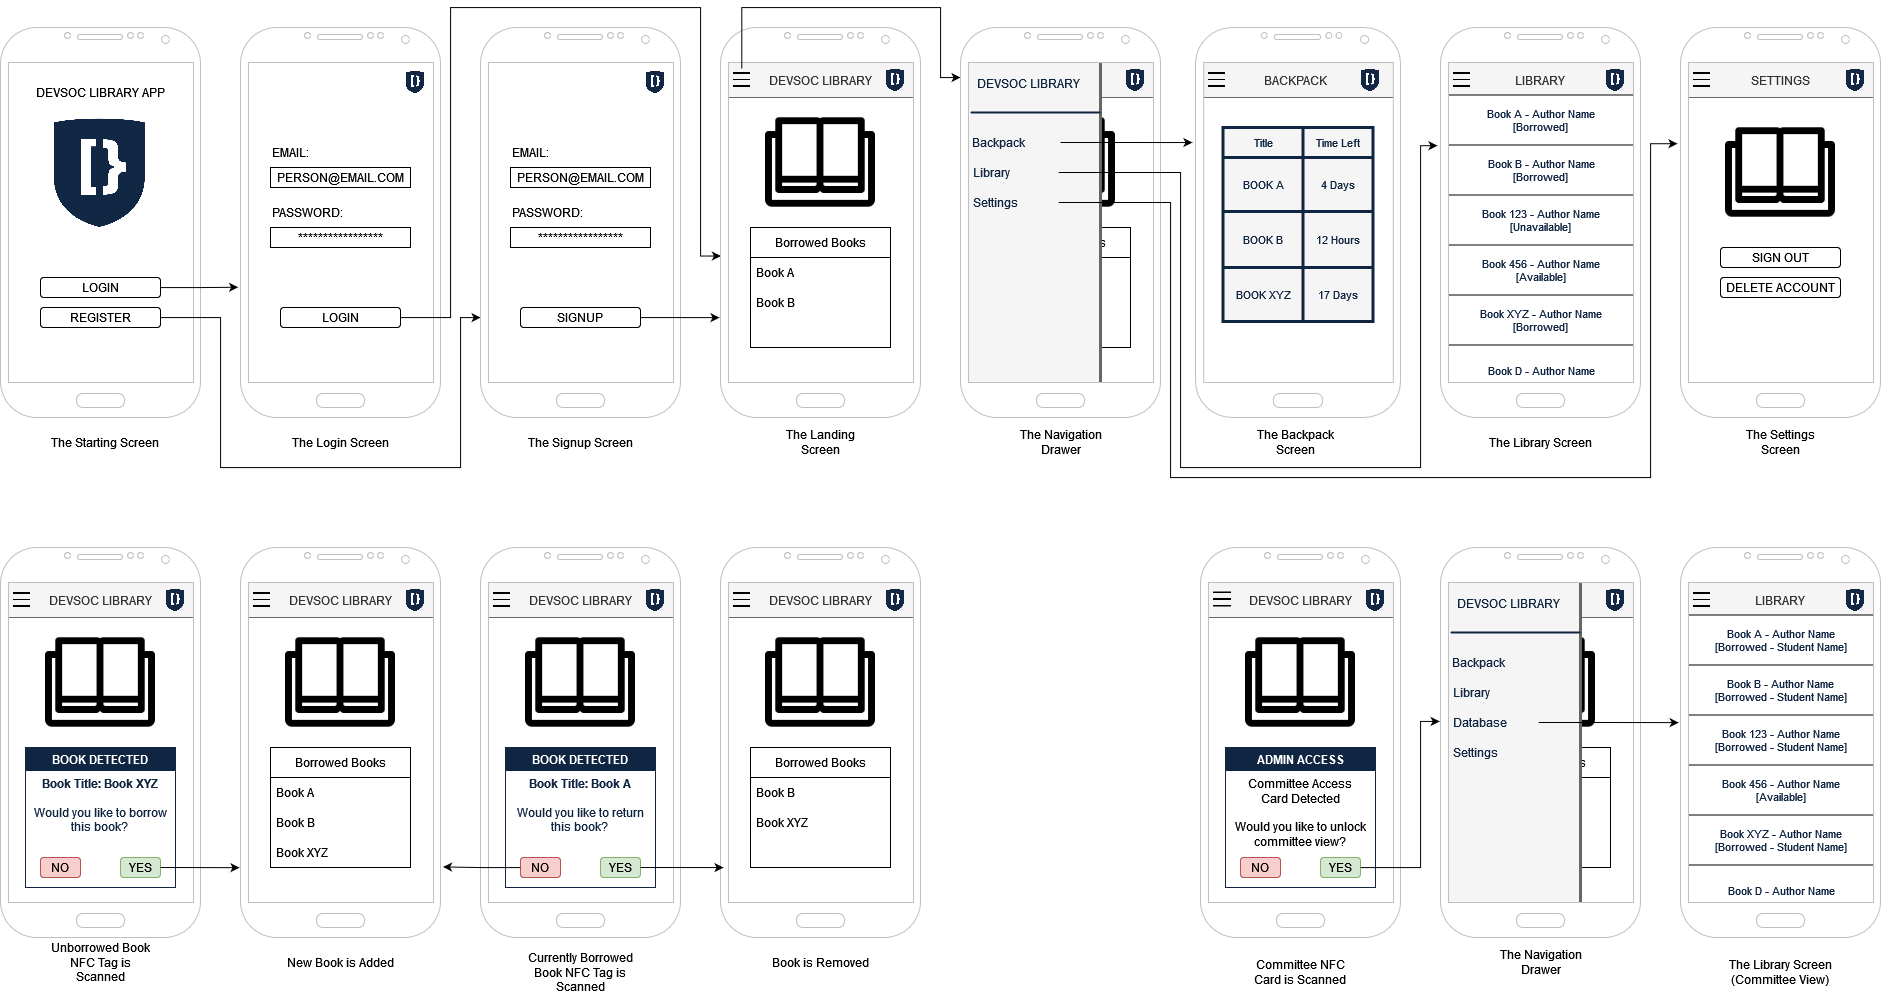 DEVSOC LIBRARY APP
LOGIN
REGISTER
The Starting Screen
EMAIL:
PERSON@EMAIL.COM
PASSWORD:
*****************
LOGIN
The Login Screen
EMAIL:
PERSON@EMAIL.COM
PASSWORD:
*****************
SIGNUP
The Signup Screen
DEVSOC LIBRARY
Borrowed Books
Book A
Book B
The Landing
Screen
DEVSOC LIBRARY
Backpack
Library
Settings
s
The Navigation
Drawer
BACKPACK
Title Time Left
BOOK A 4 Days
BOOK B 12 Hours
BOOK XYZ 17 Days
The Backpack
Screen
LIBRARY
Book A - Author Name
[Borrowed]
Book B - Author Name
[Borrowed]
Book 123 - Author Name
[Unavailable]
Book 456 - Author Name
[Available]
Book XYZ - Author Name
[Borrowed]
Book D - Author Name
The Library Screen
SETTINGS
SIGN OUT
DELETE ACCOUNT
The Settings
Screen
DEVSOC LIBRARY
BOOK DETECTED
Book Title: Book XYZ
Would you like to borrow
this book?
NO YES
Unborrowed Book
NFC Tag is
Scanned
DEVSOC LIBRARY
Borrowed Books
Book A
Book B
Book XYZ
New Book is Added
DEVSOC LIBRARY
BOOK DETECTED
Book Title: Book A
Would you like to return
this book?
NO YES
Currently Borrowed
Book NFC Tag is
Scanned
DEVSOC LIBRARY
Borrowed Books
Book B
Book XYZ
Book is Removed
DEVSOC LIBRARY
ADMIN ACCESS
Committee Access
Card Detected
Would you like to unlock
committee view?
NO YES
Committee NFC
Card is Scanned
DEVSOC LIBRARY
Backpack
Library
Database
Settings
s
The Navigation
Drawer
LIBRARY
Book A - Author Name
[Borrowed - Student Name]
Book B - Author Name
[Borrowed - Student Name]
Book 123 - Author Name
[Borrowed - Student Name]
Book 456 - Author Name
[Available]
Book XYZ - Author Name
[Borrowed - Student Name]
Book D - Author Name
The Library Screen
(Committee View)